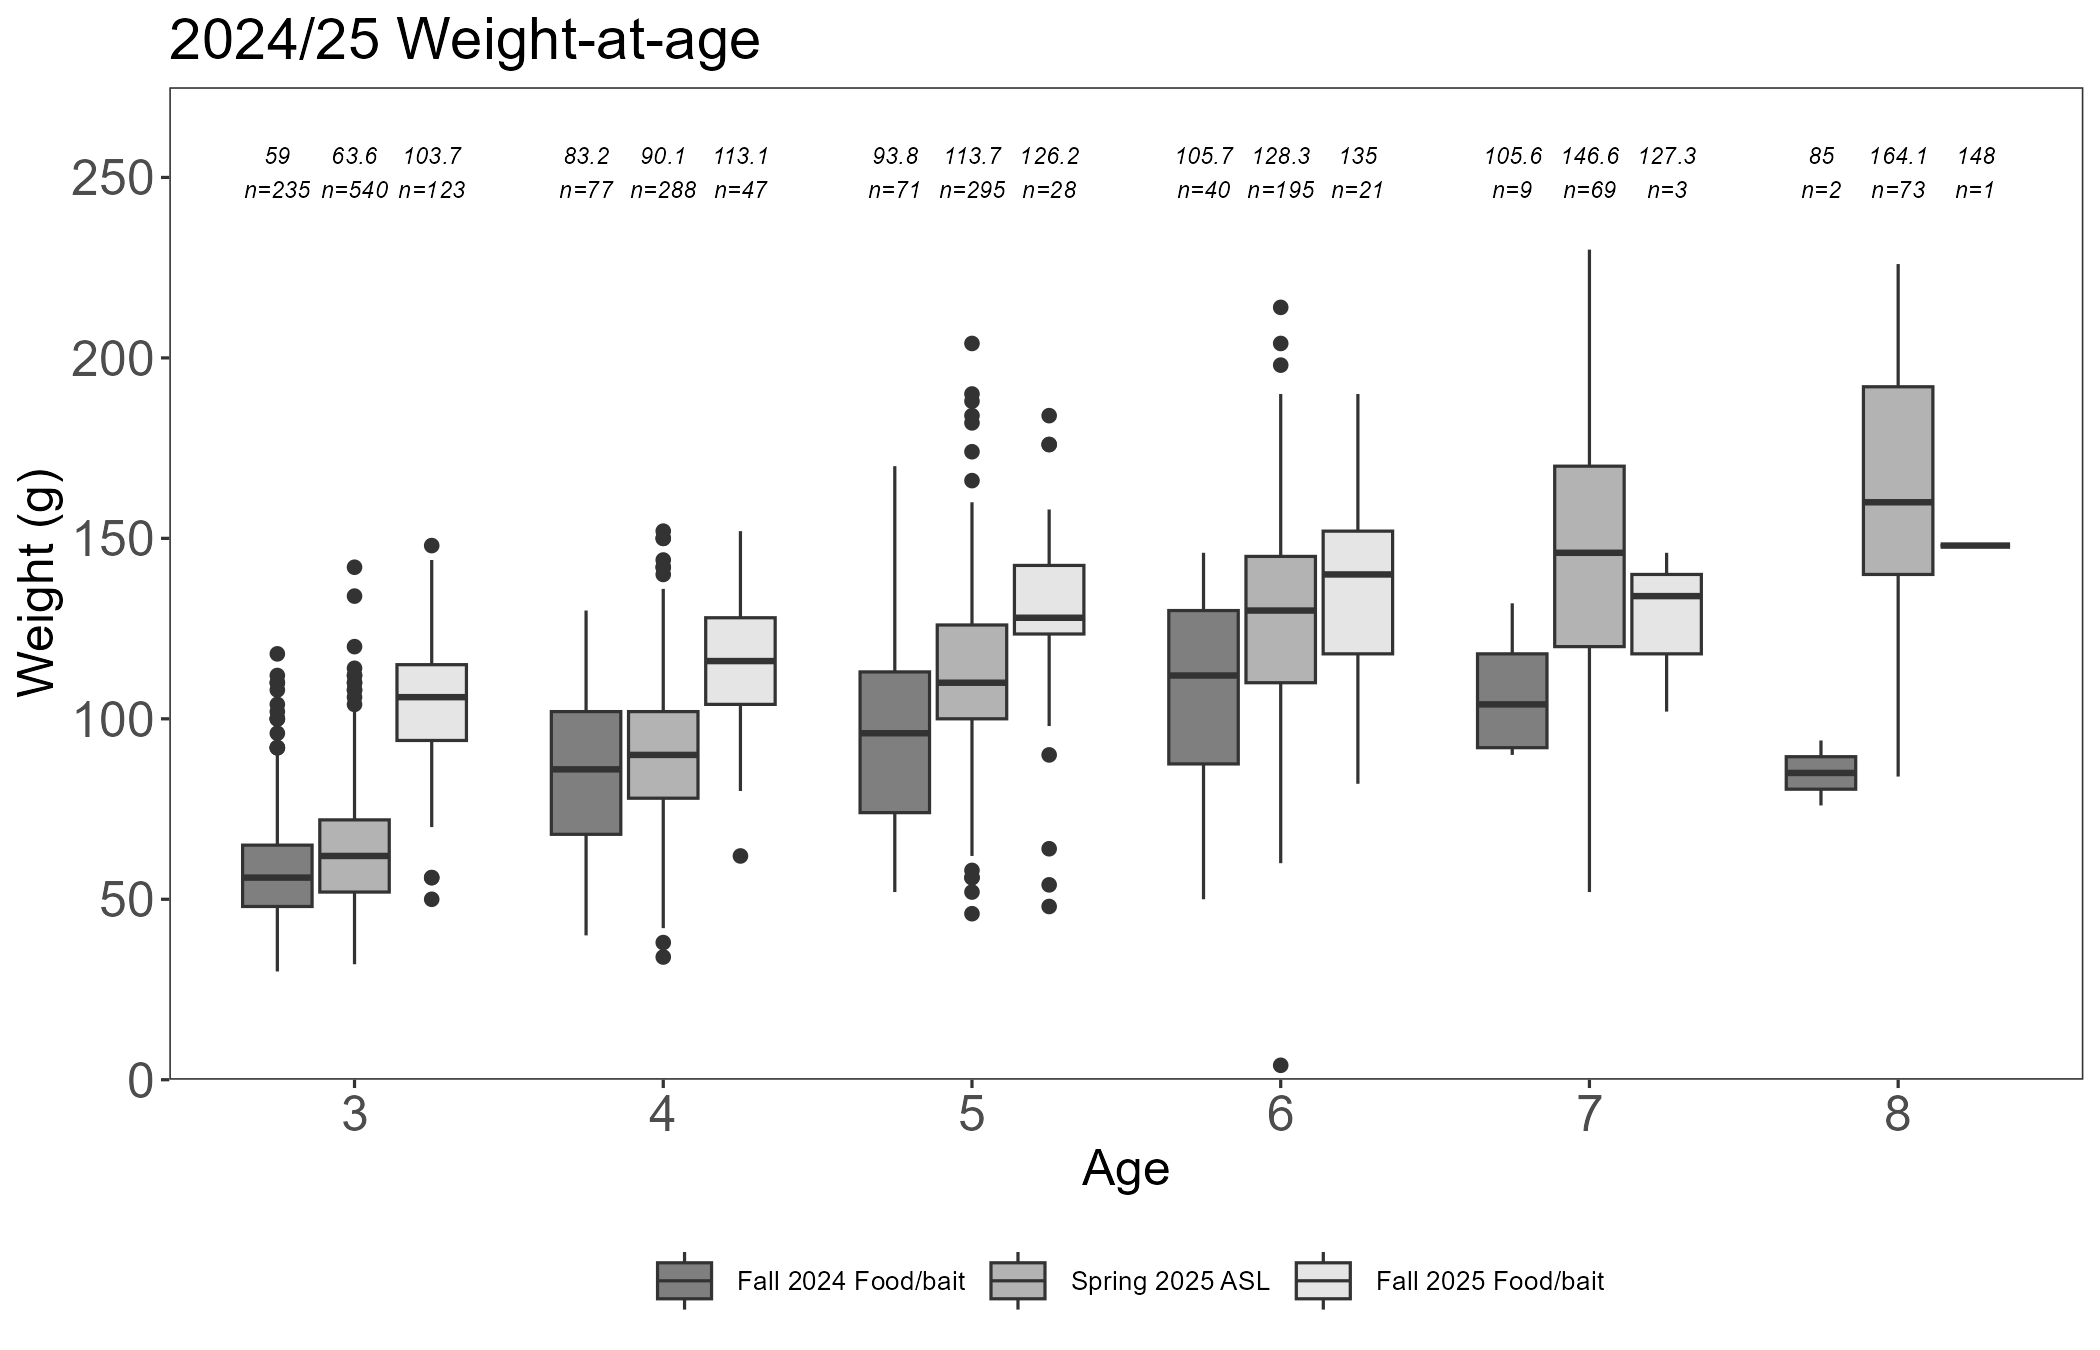 2024/25 Weight-at-age
59 63.6 103.7 83.2 90.1 113.1 93.8 113.7 126.2 105.7 128.3 135 105.6 146.6 127.3 85 164.1 148
n=235 n=540 n=123 n=77 n=288 n=47 n=71 n=295 n=28 n=40 n=195 n=21 n=9 n=69 n=3 n=2 n=73 n=1
250
200
150
100
50
0
Weight (g)
3 4 5 6 7 8
Age
Fall 2024 Food/bait Spring 2025 ASL Fall 2025 Food/bait